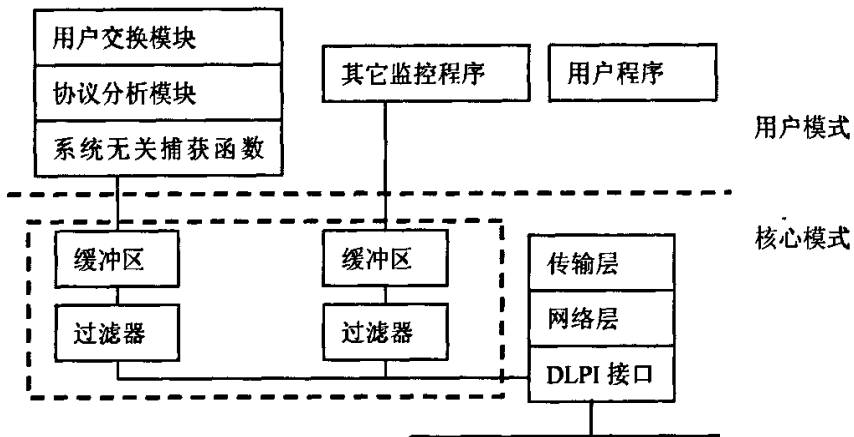 用户交换模块
协议分析模块
系统无关捕获函数
其它监控程序
用户程序
用户模式
核心模式
缓冲区
过滤器
缓冲区
过滤器
传输层
网络层
DLPI 接口